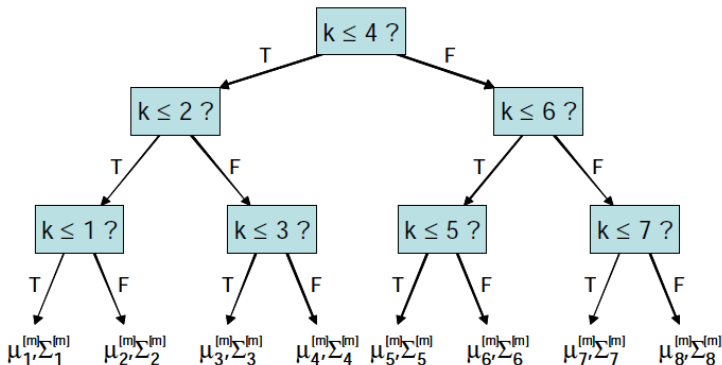 k ≤ 4 ?
T F
k ≤ 2 ? k ≤ 6 ?
T F T F
k ≤ 1 ? k ≤ 3 ? k ≤ 5 ? k ≤ 7 ?
T F T F T F T F
μ₁^[m],Σ₁^[m] μ₂^[m],Σ₂^[m] μ₃^[m],Σ₃^[m] μ₄^[m],Σ₄^[m] μ₅^[m],Σ₅^[m] μ₆^[m],Σ₆^[m] μ₇^[m],Σ₇^[m] μ₈^[m],Σ₈^[m]